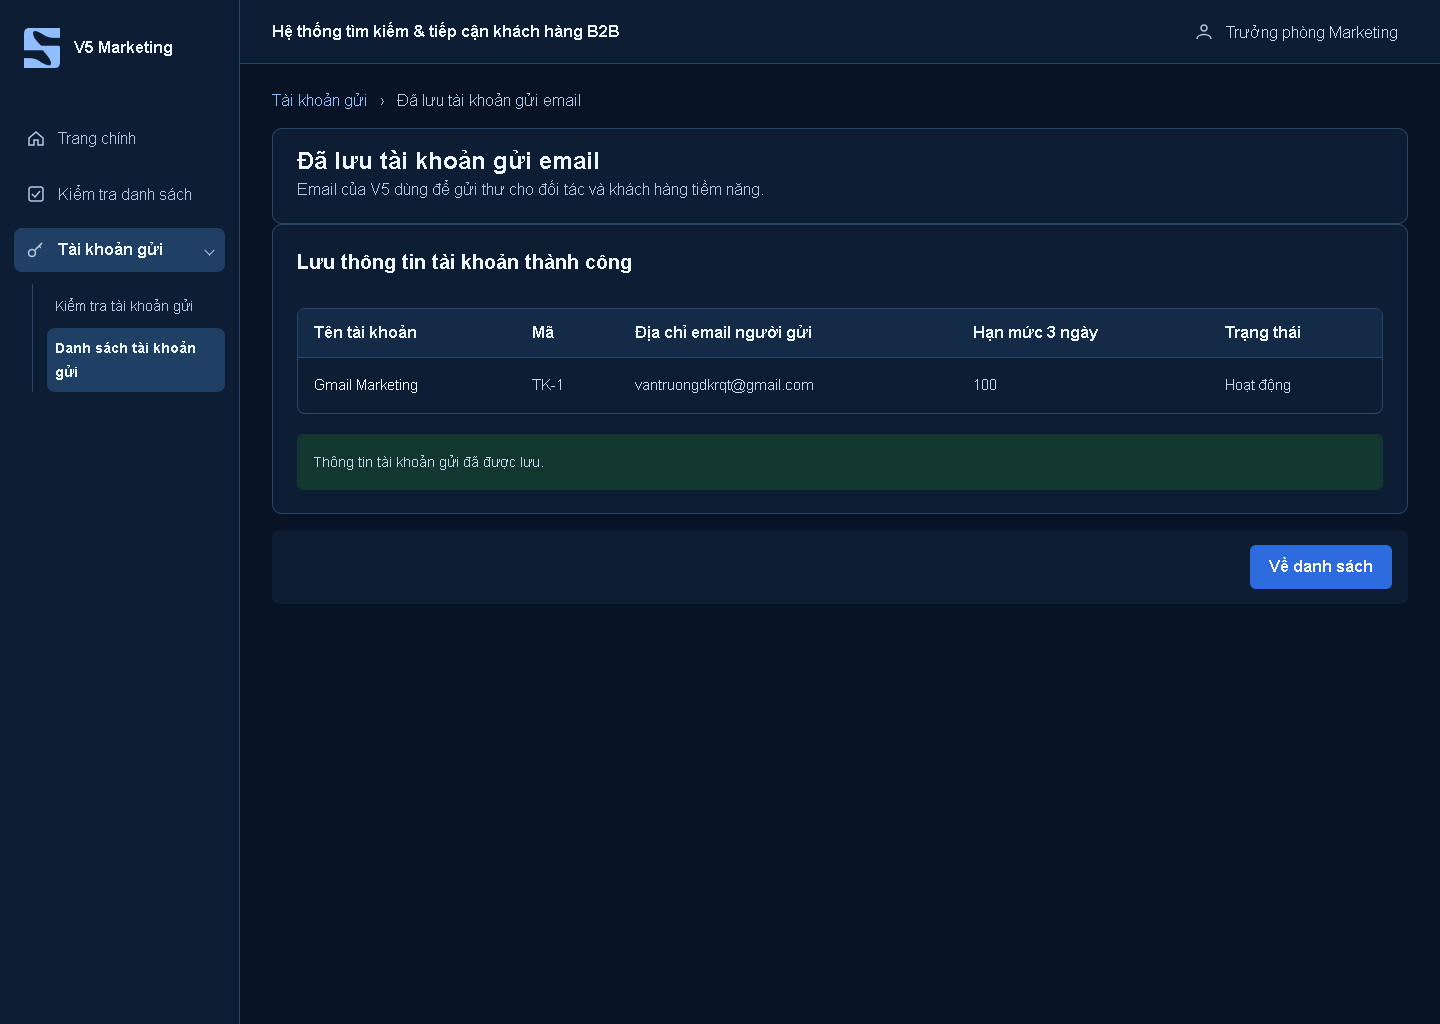 V5 Marketing
Hệ thống tìm kiếm & tiếp cận khách hàng B2B
Trưởng phòng Marketing
Trang chính
Kiểm tra danh sách
Tài khoản gửi
Kiểm tra tài khoản gửi
Danh sách tài khoản
gửi
Tài khoản gửi › Đã lưu tài khoản gửi email
Đã lưu tài khoản gửi email
Email của V5 dùng để gửi thư cho đối tác và khách hàng tiềm năng.
Lưu thông tin tài khoản thành công
Tên tài khoản Mã Địa chỉ email người gửi Hạn mức 3 ngày Trạng thái
Gmail Marketing TK-1 vantruongdkrqt@gmail.com 100 Hoạt động
Thông tin tài khoản gửi đã được lưu.
Về danh sách